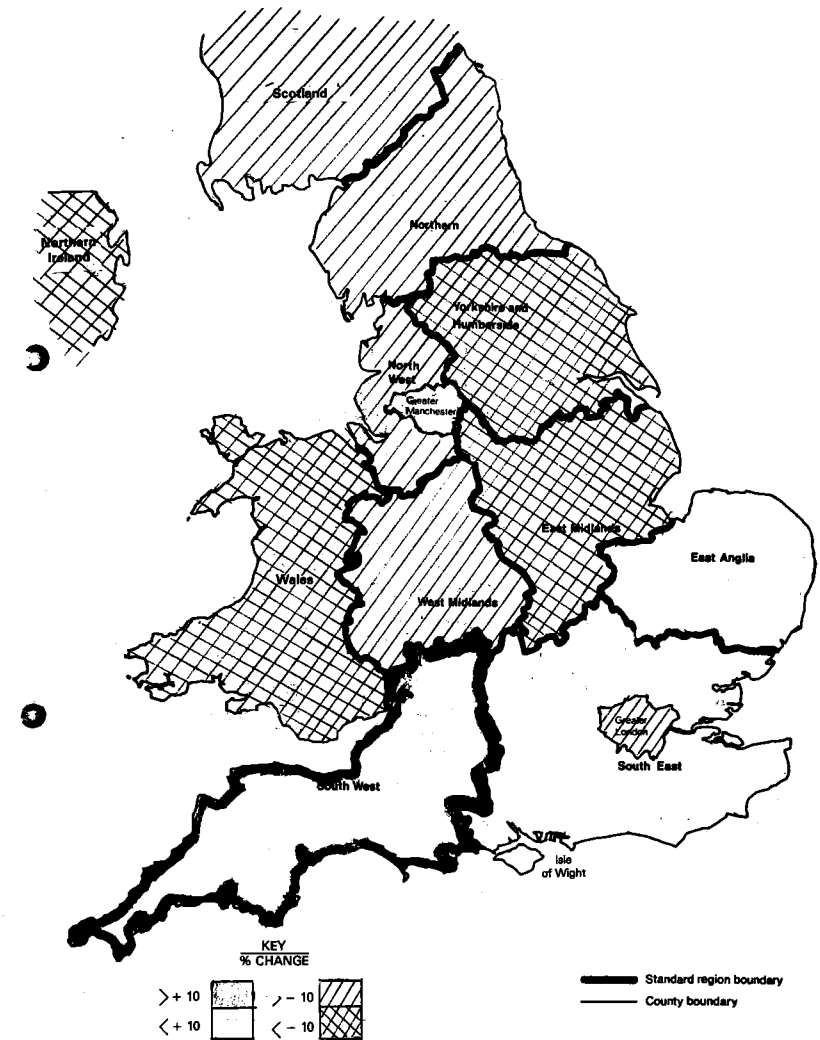 Scotland
Northern
Northern
Ireland
Yorkshire and
Humberside
North
West
Greater
Manchester
East Midlands
East Anglia
Wales
West Midlands
Greater
London
South East
South West
Isle
of Wight
KEY
% CHANGE
>+ 10
>- 10
<+ 10
<- 10
Standard region boundary
County boundary